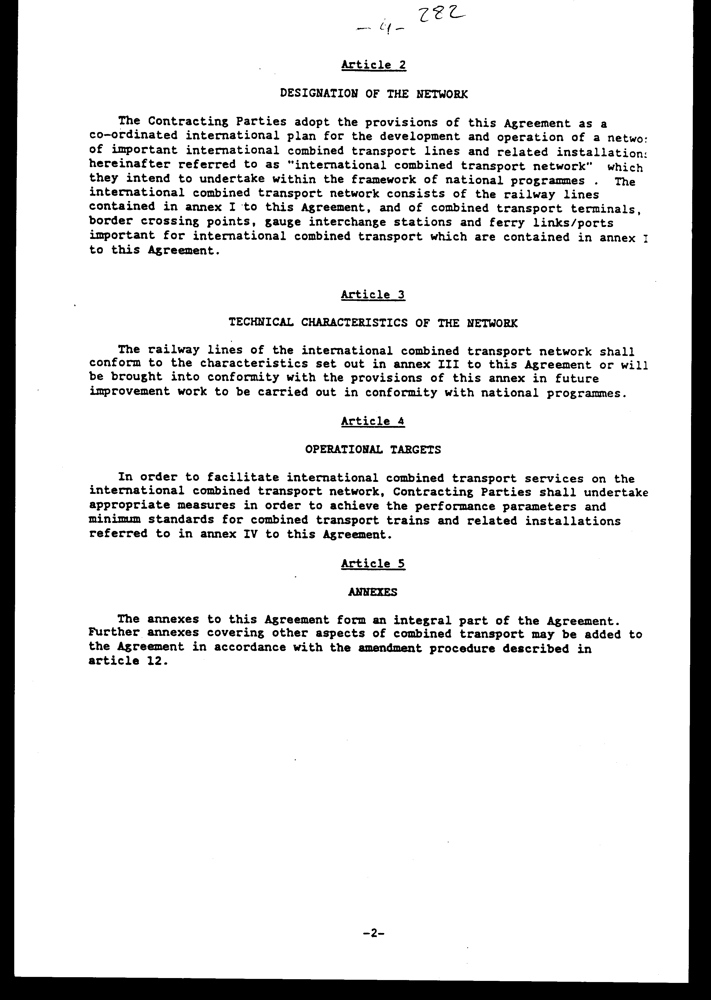 282
- 4 -
Article 2
DESIGNATION OF THE NETWORK
The Contracting Parties adopt the provisions of this Agreement as a
co-ordinated international plan for the development and operation of a
of important international combined transport lines and related
hereinafter referred to as "international combined transport network" which
they intend to undertake within the framework of national programmes . The
international combined transport network consists of the railway lines
contained in annex I to this Agreement, and of combined transport terminals,
border crossing points, gauge interchange stations and ferry links/ports
important for international combined transport which are contained in annex
to this Agreement.
Article 3
TECHNICAL CHARACTERISTICS OF THE NETWORK
The railway lines of the international combined transport network shall
conform to the characteristics set out in annex III to this Agreement or will
be brought into conformity with the provisions of this annex in future
improvement work to be carried out in conformity with national programmes.
Article 4
OPERATIONAL TARGETS
In order to facilitate international combined transport services on the
international combined transport network, Contracting Parties shall undertake
appropriate measures in order to achieve the performance parameters and
minimum standards for combined transport trains and related installations
referred to in annex IV to this Agreement.
Article 5
ANNEXES
The annexes to this Agreement form an integral part of the Agreement.
Further annexes covering other aspects of combined transport may be added to
the Agreement in accordance with the amendment procedure described in
article 12.
-2-